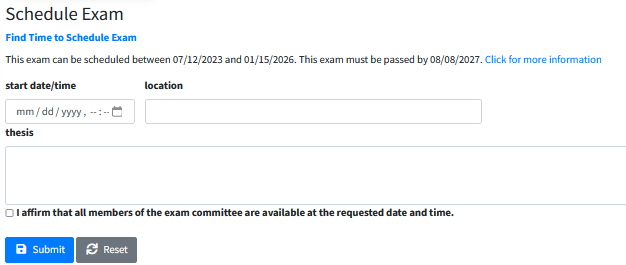 Schedule Exam
Find Time to Schedule Exam
This exam can be scheduled between 07/12/2023 and 01/15/2026. This exam must be passed by 08/08/2027. Click for more information
start date/time location
mm / dd / yyyy , -- : --
thesis
I affirm that all members of the exam committee are available at the requested date and time.
Submit Reset